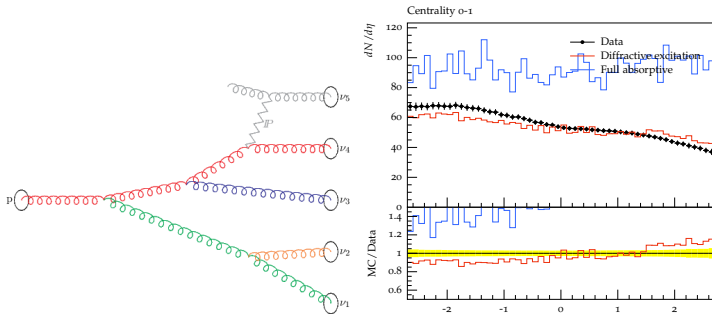 p
IP
ν5
ν4
ν3
ν2
ν1
Centrality 0-1
dN/dη
Data
Diffractive excitation
Full absorptive
120
100
80
60
40
20
0
MC/Data
1.4
1.2
1
0.8
0.6
-2
-1
0
1
2